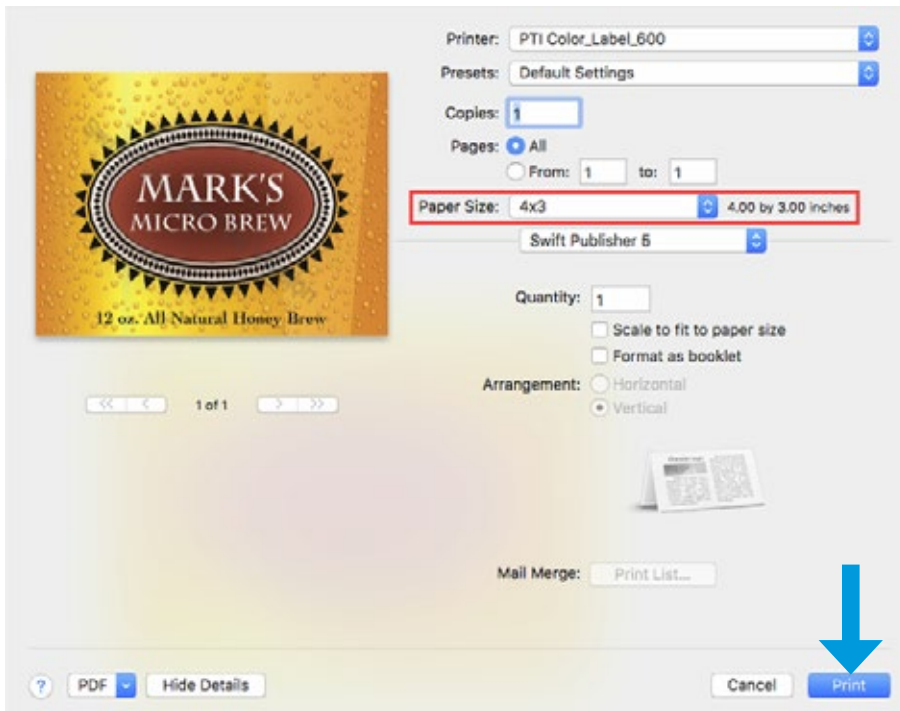 Printer: PTI Color_Label_600
Presets: Default Settings
Copies: 1
Pages: All
From: 1 to: 1
Paper Size: 4x3 4.00 by 3.00 inches
Swift Publisher 5
MARK'S
MICRO BREW
12 oz. All Natural Honey Brew
<< < 1 of 1 > >>
Quantity: 1
Scale to fit to paper size
Format as booklet
Arrangement: Horizontal
Vertical
Mail Merge: Print List...
? PDF Hide Details Cancel Print